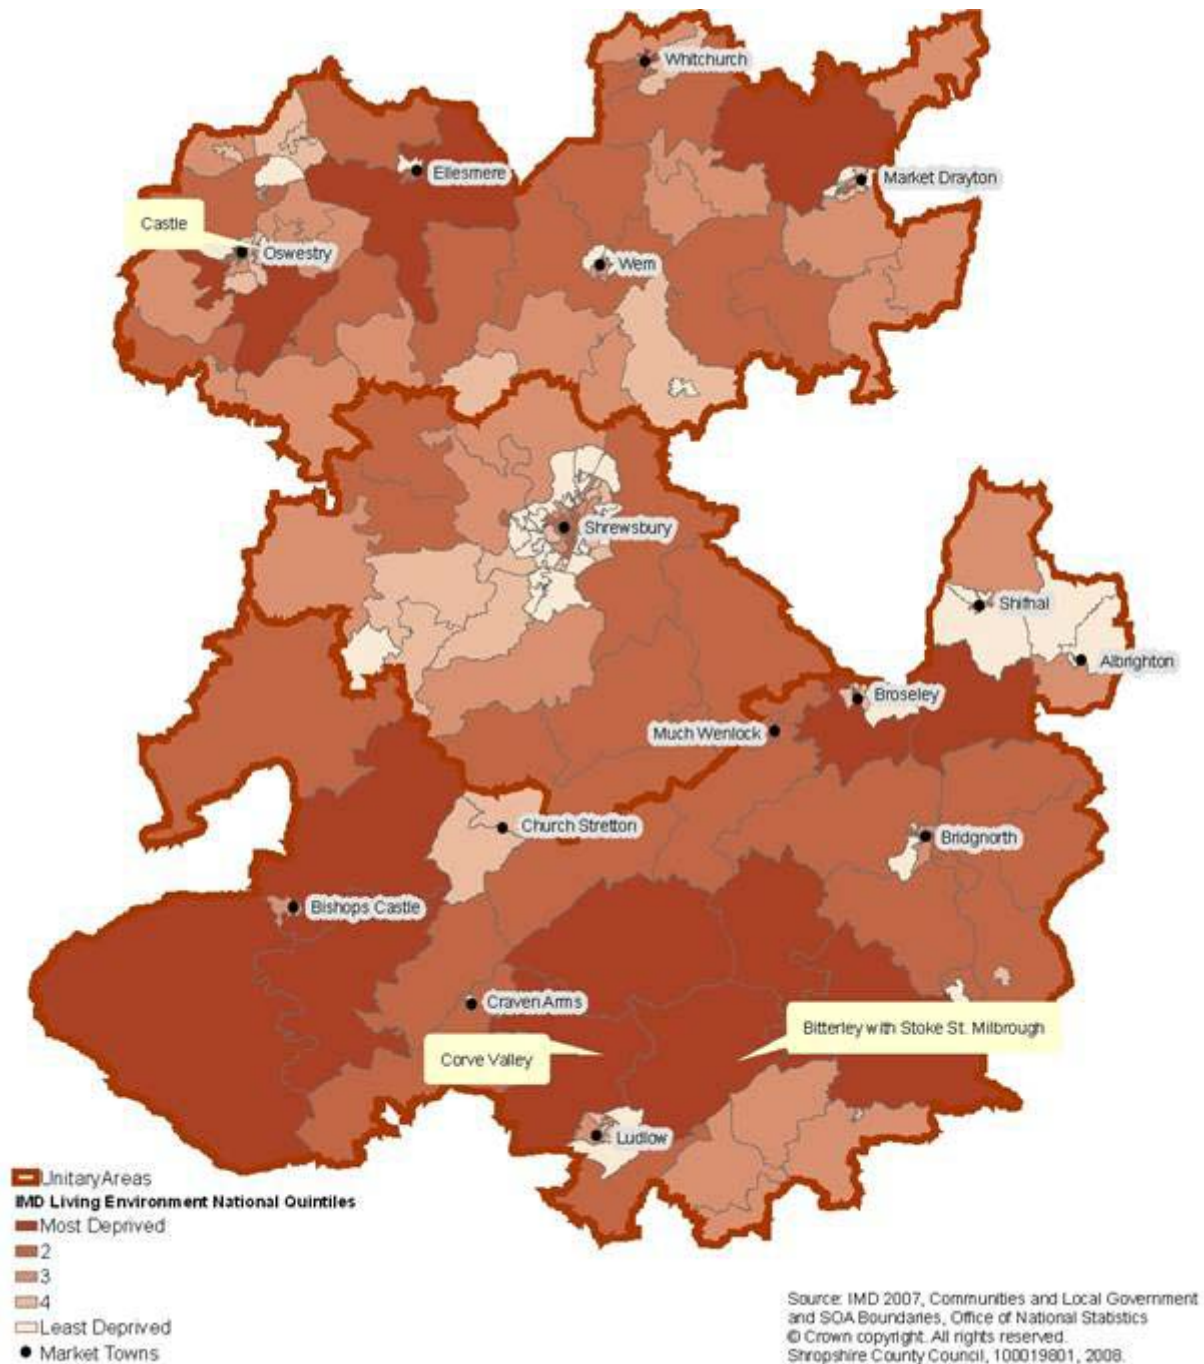 Whitchurch
Ellesmere
Market Drayton
Castle
Oswestry
Wem
Shrewsbury
Shifnal
Albrighton
Broseley
Much Wenlock
Church Stretton
Bridgnorth
Bishops Castle
Craven Arms
Bitterley with Stoke St. Milbrough
Corve Valley
Ludlow
Unitary Areas
IMD Living Environment National Quintiles
Most Deprived
2
3
4
Least Deprived
Market Towns
Source: IMD 2007, Communities and Local Government
and SOA Boundaries, Office of National Statistics
© Crown copyright. All rights reserved.
Shropshire County Council, 100019801, 2008.